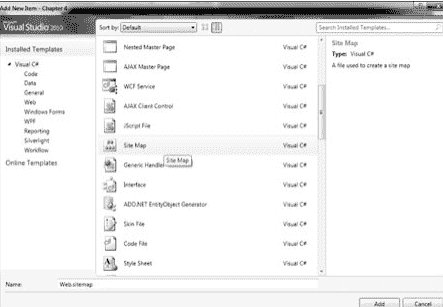 Add New Item - Chapter 4
Visual Studio 2010
Sort by: Default
Search Installed Templates
Installed Templates
Visual C#
Code
Data
General
Web
Windows Forms
WPF
Reporting
Silverlight
Workflow
Online Templates
Nested Master Page Visual C#
AJAX Master Page Visual C#
WCF Service Visual C#
AJAX Client Control Visual C#
JScript File Visual C#
Site Map Visual C#
Generic Handler Visual C#
Site Map
Interface Visual C#
ADO.NET EntityObject Generator Visual C#
Skin File Visual C#
Code File Visual C#
Style Sheet Visual C#
Site Map
Type: Visual C#
A file used to create a site map
Name: Web.sitemap
Add Cancel